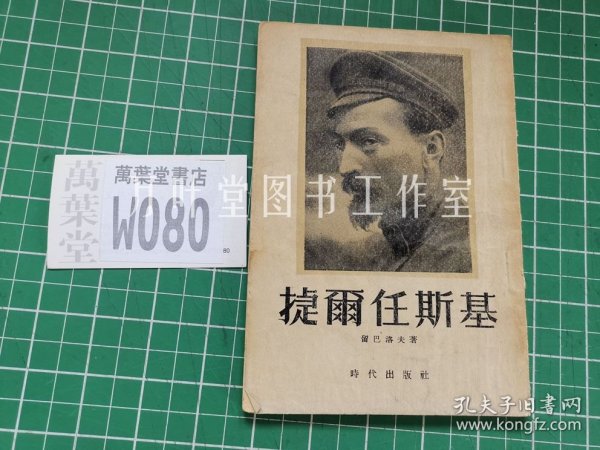 萬葉堂
萬葉堂書店
W080
80
万叶堂图书工作室
捷爾任斯基
留巴洛夫著
時代出版社
孔夫子旧书网
www.kongfz.com